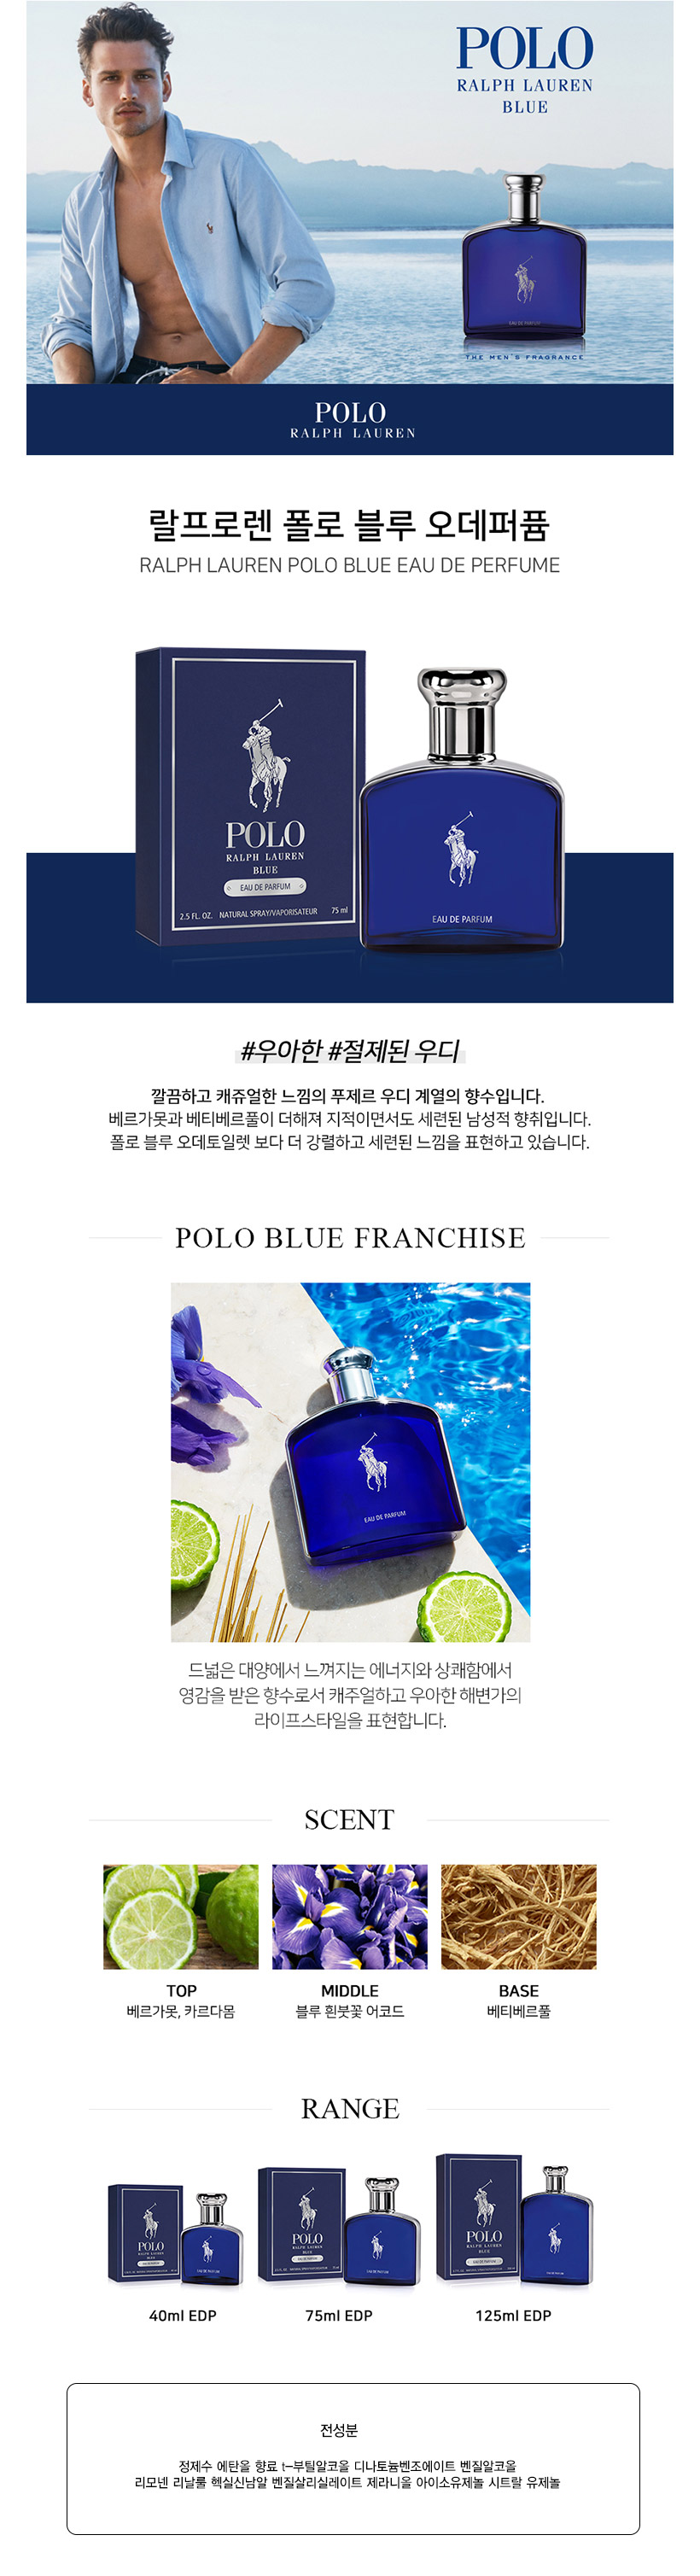 POLO
RALPH LAUREN
BLUE
EAU DE PARFUM
THE MEN'S FRAGRANCE
POLO
RALPH LAUREN
랄프로렌 폴로 블루 오데퍼퓸
RALPH LAUREN POLO BLUE EAU DE PERFUME
POLO
RALPH LAUREN
BLUE
EAU DE PARFUM
2.5 FL. OZ. NATURAL SPRAY/VAPORISATEUR 75 ml
EAU DE PARFUM
#우아한 #절제된 우디
깔끔하고 캐쥬얼한 느낌의 푸제르 우디 계열의 향수입니다.
베르가못과 베티베르풀이 더해져 지적이면서도 세련된 남성적 향취입니다.
폴로 블루 오데토일렛 보다 더 강렬하고 세련된 느낌을 표현하고 있습니다.
POLO BLUE FRANCHISE
EAU DE PARFUM
드넓은 대양에서 느껴지는 에너지와 상쾌함에서
영감을 받은 향수로서 캐주얼하고 우아한 해변가의
라이프스타일을 표현합니다.
SCENT
TOP
베르가못, 카르다몸
MIDDLE
블루 흰붓꽃 어코드
BASE
베티베르풀
RANGE
POLO
RALPH LAUREN
BLUE
POLO
RALPH LAUREN
BLUE
POLO
RALPH LAUREN
BLUE
40ml EDP
75ml EDP
125ml EDP
전성분
정제수 에탄올 향료 t-부틸알코올 디나토늄벤조에이트 벤질알코올
리모넨 리날룰 헥실신남알 벤질살리실레이트 제라니올 아이소유제놀 시트랄 유제놀